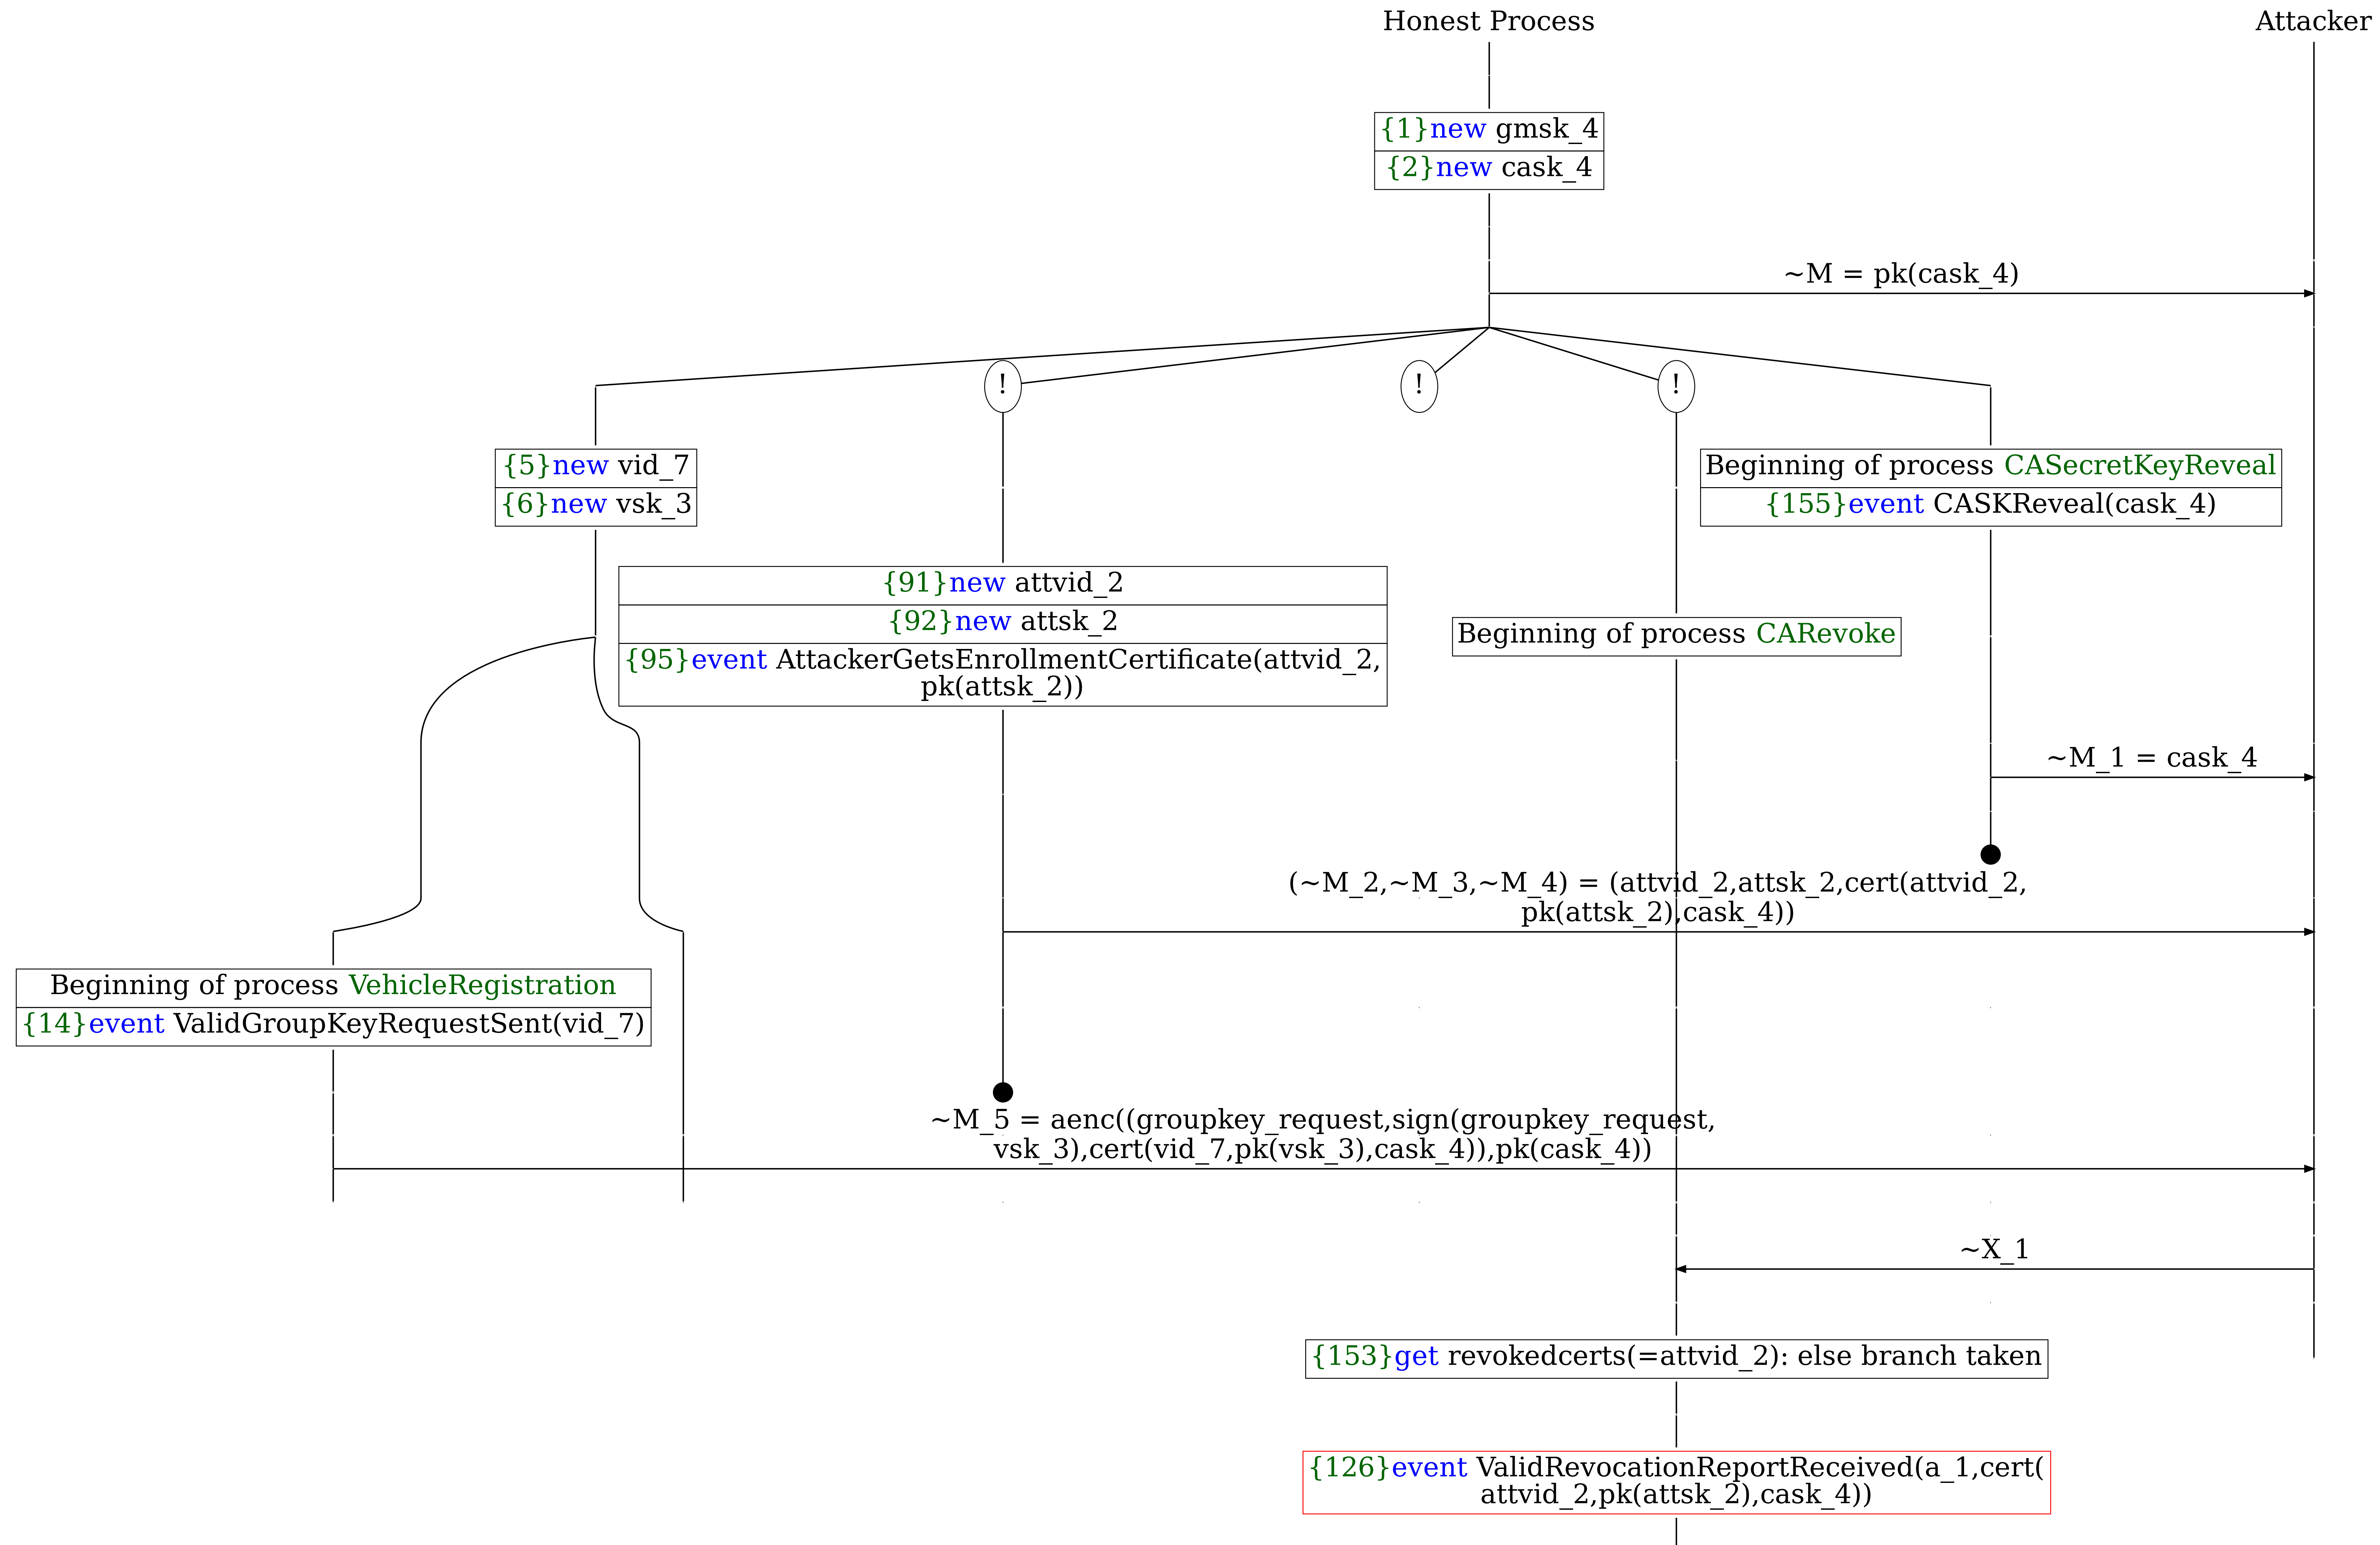 Honest Process
Attacker
{1}new gmsk_4
{2}new cask_4
~M = pk(cask_4)
!
!
!
{5}new vid_7
{6}new vsk_3
Beginning of process CASecretKeyReveal
{155}event CASKReveal(cask_4)
{91}new attvid_2
{92}new attsk_2
{95}event AttackerGetsEnrollmentCertificate(attvid_2,
pk(attsk_2))
Beginning of process CARevoke
~M_1 = cask_4
(~M_2,~M_3,~M_4) = (attvid_2,attsk_2,cert(attvid_2,
pk(attsk_2),cask_4))
Beginning of process VehicleRegistration
{14}event ValidGroupKeyRequestSent(vid_7)
~M_5 = aenc((groupkey_request,sign(groupkey_request,
vsk_3),cert(vid_7,pk(vsk_3),cask_4)),pk(cask_4))
~X_1
{153}get revokedcerts(=attvid_2): else branch taken
{126}event ValidRevocationReportReceived(a_1,cert(
attvid_2,pk(attsk_2),cask_4))